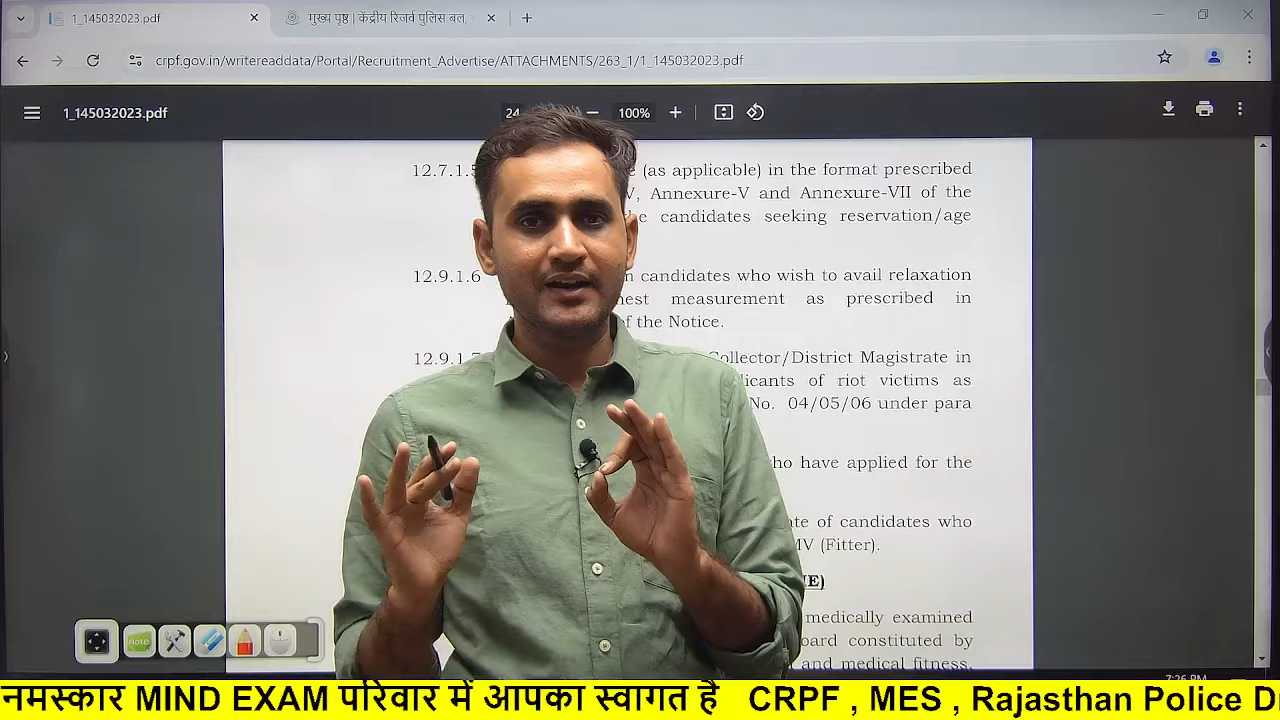 1_145032023.pdf
मुख्य पृष्ठ | केंद्रीय रिजर्व पुलिस बल,
crpf.gov.in/writereaddata/Portal/Recruitment_Advertise/ATTACHMENTS/263_1/1_145032023.pdf
1_145032023.pdf 24 100%
12.7.1.5 (as applicable) in the format prescribed
Annexure-V and Annexure-VII of the
candidates seeking reservation/age
12.9.1.6 candidates who wish to avail relaxation
measurement as prescribed in
of the Notice.
12.9.1.7 Collector/District Magistrate in
of riot victims as
No. 04/05/06 under para
have applied for the
of candidates who
MV (Fitter).
medically examined
constituted by
and medical fitness.
note
7:26 PM
नमस्कार MIND EXAM परिवार में आपका स्वागत है CRPF , MES , Rajasthan Police